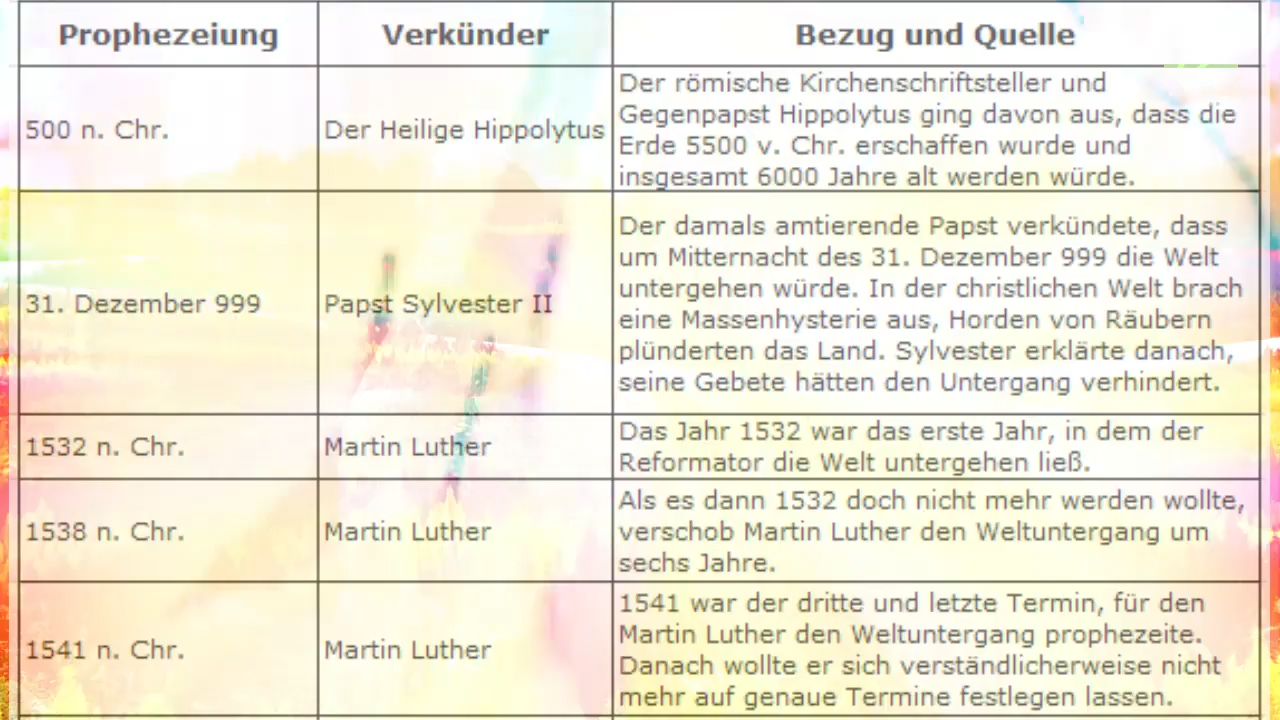 Prophezeiung Verkünder Bezug und Quelle
500 n. Chr.
Der Heilige Hippolytus
Der römische Kirchenschriftsteller und
Gegenpapst Hippolytus ging davon aus, dass die
Erde 5500 v. Chr. erschaffen wurde und
insgesamt 6000 Jahre alt werden würde.
31. Dezember 999
Papst Sylvester II
Der damals amtierende Papst verkündete, dass
um Mitternacht des 31. Dezember 999 die Welt
untergehen würde. In der christlichen Welt brach
eine Massenhysterie aus, Horden von Räubern
plünderten das Land. Sylvester erklärte danach,
seine Gebete hätten den Untergang verhindert.
1532 n. Chr.
Martin Luther
Das Jahr 1532 war das erste Jahr, in dem der
Reformator die Welt untergehen ließ.
1538 n. Chr.
Martin Luther
Als es dann 1532 doch nicht mehr werden wollte,
verschob Martin Luther den Weltuntergang um
sechs Jahre.
1541 n. Chr.
Martin Luther
1541 war der dritte und letzte Termin, für den
Martin Luther den Weltuntergang prophezeite.
Danach wollte er sich verständlicherweise nicht
mehr auf genaue Termine festlegen lassen.